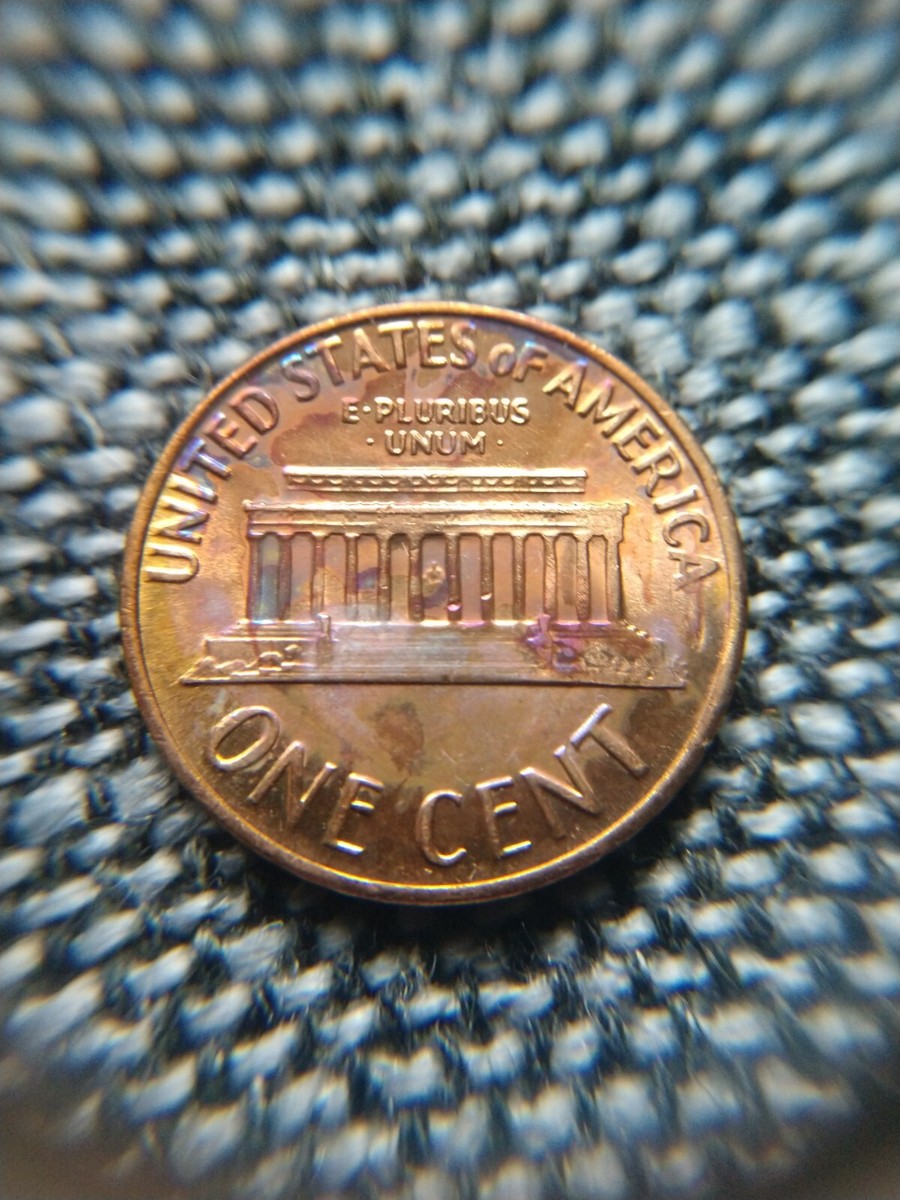 UNITED STATES oF AMERICA
E·PLURIBUS
·UNUM·
ONE CENT